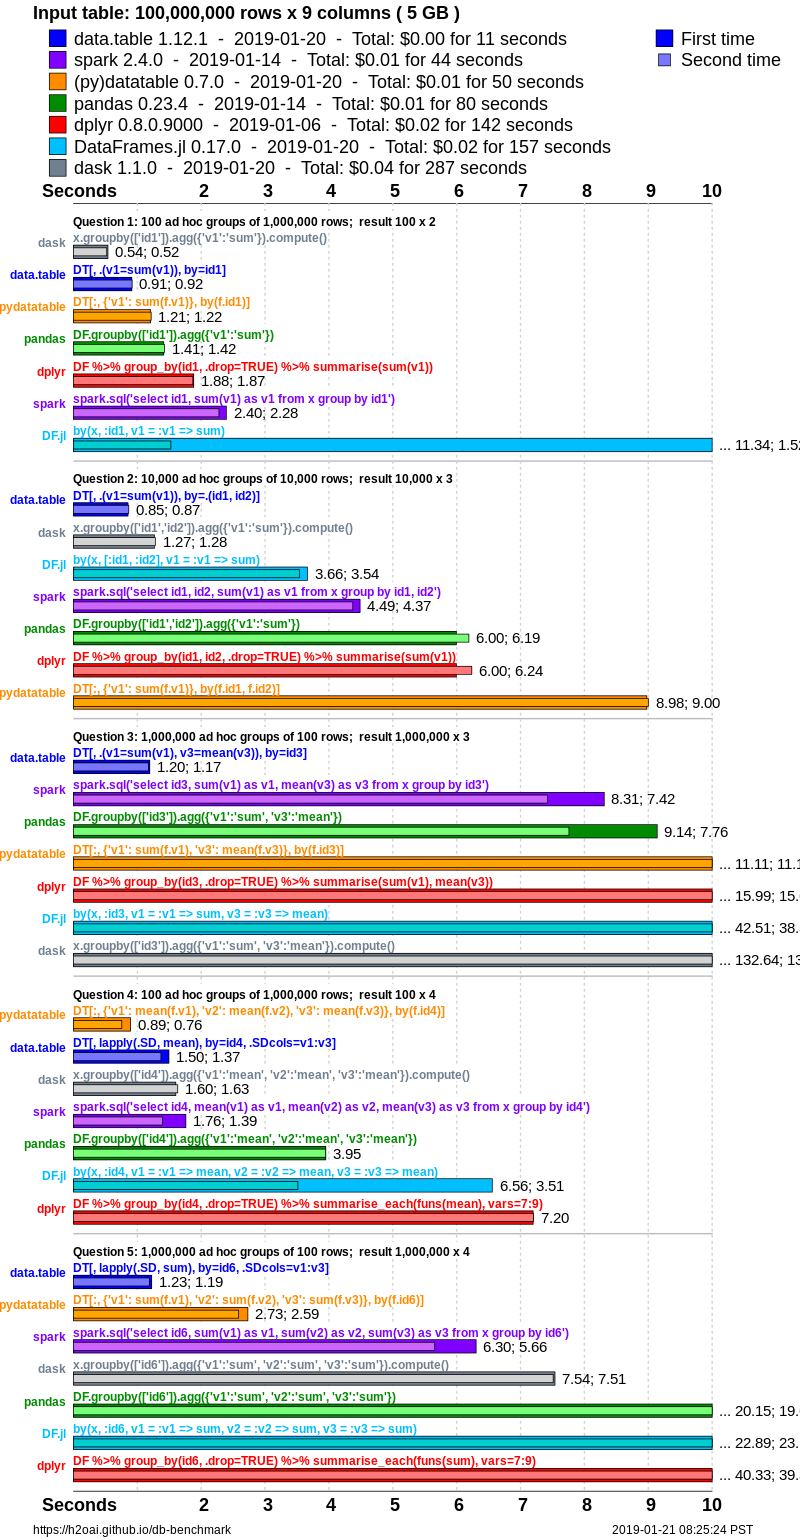 Input table: 100,000,000 rows x 9 columns ( 5 GB )
data.table 1.12.1 - 2019-01-20 - Total: $0.00 for 11 seconds
First time
spark 2.4.0 - 2019-01-14 - Total: $0.01 for 44 seconds
Second time
(py)datatable 0.7.0 - 2019-01-20 - Total: $0.01 for 50 seconds
pandas 0.23.4 - 2019-01-14 - Total: $0.01 for 80 seconds
dplyr 0.8.0.9000 - 2019-01-06 - Total: $0.02 for 142 seconds
DataFrames.jl 0.17.0 - 2019-01-20 - Total: $0.02 for 157 seconds
dask 1.1.0 - 2019-01-20 - Total: $0.04 for 287 seconds
Seconds 2 3 4 5 6 7 8 9 10
Question 1: 100 ad hoc groups of 1,000,000 rows; result 100 x 2
x.groupby(['id1']).agg({'v1':'sum'}).compute()
dask 0.54; 0.52
DT[, .(v1=sum(v1)), by=id1]
data.table 0.91; 0.92
DT[:, {'v1': sum(f.v1)}, by(f.id1)]
pydatatable 1.21; 1.22
DF.groupby(['id1']).agg({'v1':'sum'})
pandas 1.41; 1.42
DF %>% group_by(id1, .drop=TRUE) %>% summarise(sum(v1))
dplyr 1.88; 1.87
spark.sql('select id1, sum(v1) as v1 from x group by id1')
spark 2.40; 2.28
by(x, :id1, v1 = :v1 => sum)
DF.jl ... 11.34; 1.5
Question 2: 10,000 ad hoc groups of 10,000 rows; result 10,000 x 3
DT[, .(v1=sum(v1)), by=.(id1, id2)]
data.table 0.85; 0.87
x.groupby(['id1','id2']).agg({'v1':'sum'}).compute()
dask 1.27; 1.28
by(x, [:id1, :id2], v1 = :v1 => sum)
DF.jl 3.66; 3.54
spark.sql('select id1, id2, sum(v1) as v1 from x group by id1, id2')
spark 4.49; 4.37
DF.groupby(['id1','id2']).agg({'v1':'sum'})
pandas 6.00; 6.19
DF %>% group_by(id1, id2, .drop=TRUE) %>% summarise(sum(v1))
dplyr 6.00; 6.24
DT[:, {'v1': sum(f.v1)}, by(f.id1, f.id2)]
pydatatable 8.98; 9.00
Question 3: 1,000,000 ad hoc groups of 100 rows; result 1,000,000 x 3
DT[, .(v1=sum(v1), v3=mean(v3)), by=id3]
data.table 1.20; 1.17
spark.sql('select id3, sum(v1) as v1, mean(v3) as v3 from x group by id3')
spark 8.31; 7.42
DF.groupby(['id3']).agg({'v1':'sum', 'v3':'mean'})
pandas 9.14; 7.76
DT[:, {'v1': sum(f.v1), 'v3': mean(f.v3)}, by(f.id3)]
pydatatable ... 11.11; 11.1
DF %>% group_by(id3, .drop=TRUE) %>% summarise(sum(v1), mean(v3))
dplyr ... 15.99; 15.
by(x, :id3, v1 = :v1 => sum, v3 = :v3 => mean)
DF.jl ... 42.51; 38.
x.groupby(['id3']).agg({'v1':'sum', 'v3':'mean'}).compute()
dask ... 132.64; 13
Question 4: 100 ad hoc groups of 1,000,000 rows; result 100 x 4
DT[:, {'v1': mean(f.v1), 'v2': mean(f.v2), 'v3': mean(f.v3)}, by(f.id4)]
pydatatable 0.89; 0.76
DT[, lapply(.SD, mean), by=id4, .SDcols=v1:v3]
data.table 1.50; 1.37
x.groupby(['id4']).agg({'v1':'mean', 'v2':'mean', 'v3':'mean'}).compute()
dask 1.60; 1.63
spark.sql('select id4, mean(v1) as v1, mean(v2) as v2, mean(v3) as v3 from x group by id4')
spark 1.76; 1.39
DF.groupby(['id4']).agg({'v1':'mean', 'v2':'mean', 'v3':'mean'})
pandas 3.95
by(x, :id4, v1 = :v1 => mean, v2 = :v2 => mean, v3 = :v3 => mean)
DF.jl 6.56; 3.51
DF %>% group_by(id4, .drop=TRUE) %>% summarise_each(funs(mean), vars=7:9)
dplyr 7.20
Question 5: 1,000,000 ad hoc groups of 100 rows; result 1,000,000 x 4
DT[, lapply(.SD, sum), by=id6, .SDcols=v1:v3]
data.table 1.23; 1.19
DT[:, {'v1': sum(f.v1), 'v2': sum(f.v2), 'v3': sum(f.v3)}, by(f.id6)]
pydatatable 2.73; 2.59
spark.sql('select id6, sum(v1) as v1, sum(v2) as v2, sum(v3) as v3 from x group by id6')
spark 6.30; 5.66
x.groupby(['id6']).agg({'v1':'sum', 'v2':'sum', 'v3':'sum'}).compute()
dask 7.54; 7.51
DF.groupby(['id6']).agg({'v1':'sum', 'v2':'sum', 'v3':'sum'})
pandas ... 20.15; 19.
by(x, :id6, v1 = :v1 => sum, v2 = :v2 => sum, v3 = :v3 => sum)
DF.jl ... 22.89; 23.
DF %>% group_by(id6, .drop=TRUE) %>% summarise_each(funs(sum), vars=7:9)
dplyr ... 40.33; 39.
Seconds 2 3 4 5 6 7 8 9 10
https://h2oai.github.io/db-benchmark
2019-01-21 08:25:24 PST